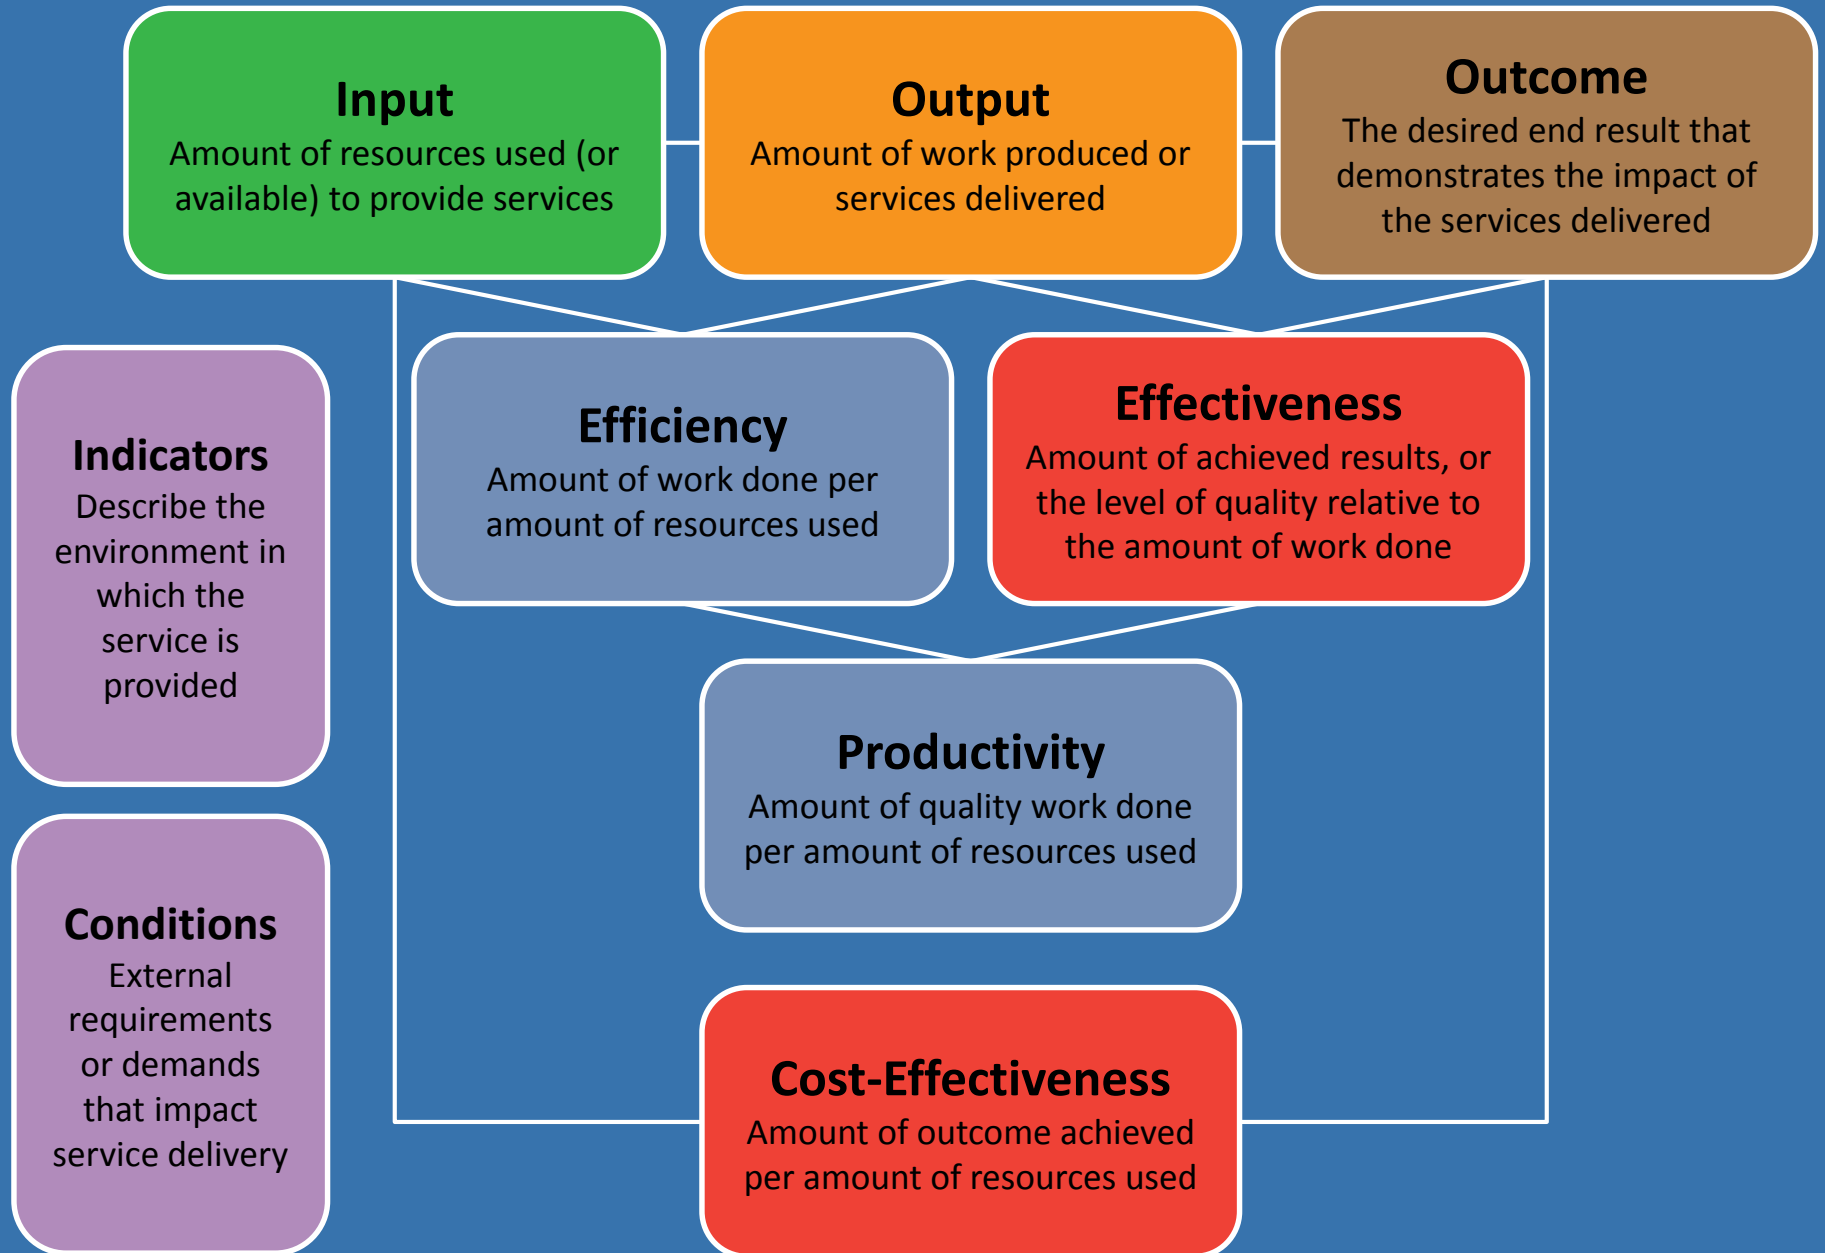 Input
Amount of resources used (or
available) to provide services
Output
Amount of work produced or
services delivered
Outcome
The desired end result that
demonstrates the impact of
the services delivered
Indicators
Describe the
environment in
which the
service is
provided
Efficiency
Amount of work done per
amount of resources used
Effectiveness
Amount of achieved results, or
the level of quality relative to
the amount of work done
Productivity
Amount of quality work done
per amount of resources used
Conditions
External
requirements
or demands
that impact
service delivery
Cost-Effectiveness
Amount of outcome achieved
per amount of resources used